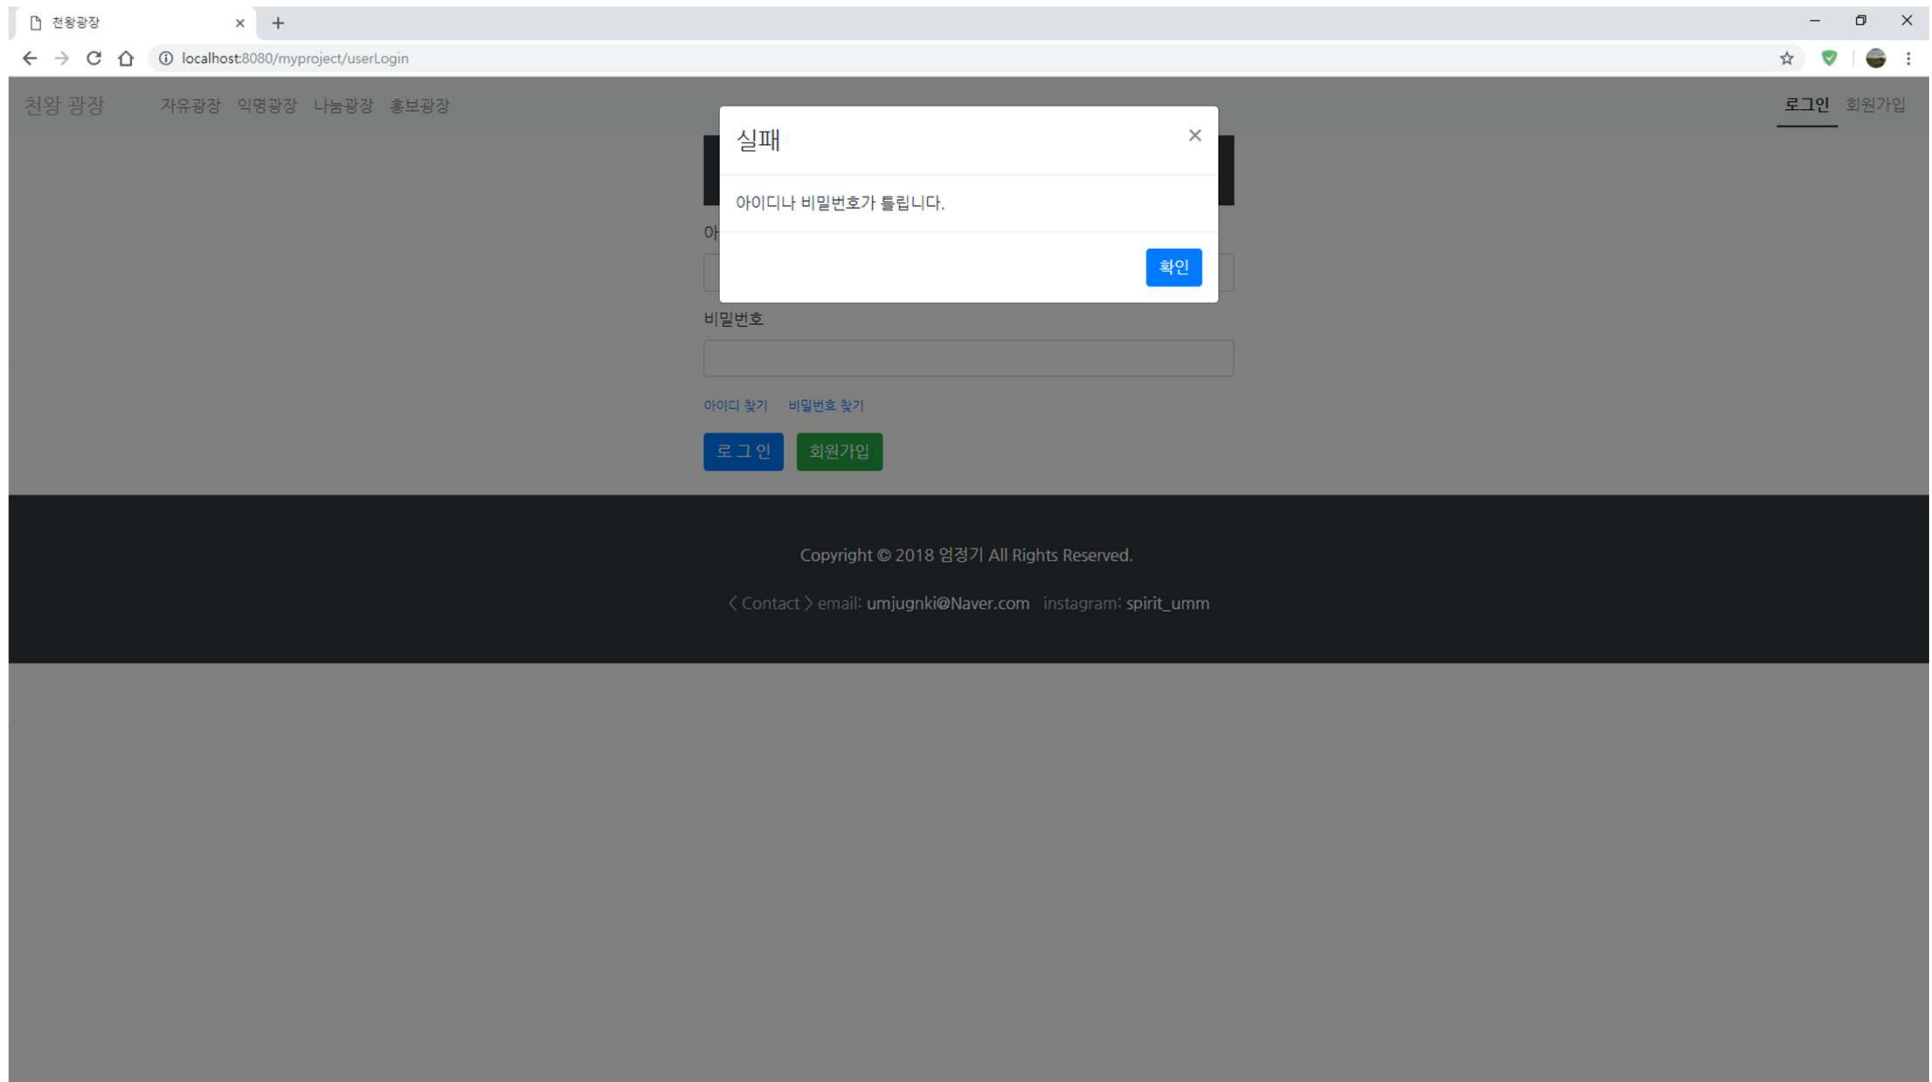 천왕광장
localhost:8080/myproject/userLogin
천왕 광장 자유광장 익명광장 나눔광장 홍보광장 로그인 회원가입
실패 ×
아이디나 비밀번호가 틀립니다.
확인
비밀번호
아이디 찾기 비밀번호 찾기
로 그 인 회원가입
Copyright © 2018 엄정기 All Rights Reserved.
〈 Contact 〉 email: umjugnki@Naver.com instagram: spirit_umm